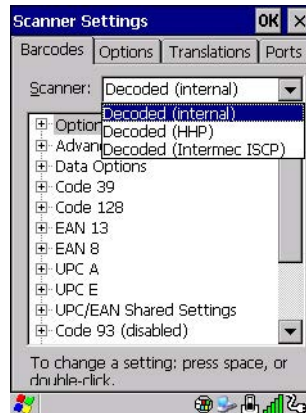 Scanner Settings OK ×
Barcodes Options Translations Ports
Scanner: Decoded (internal)
Decoded (internal)
Decoded (HHP)
Decoded (Intermec ISCP)
Option
Advan
Data Options
Code 39
Code 128
EAN 13
EAN 8
UPC A
UPC E
UPC/EAN Shared Settings
Code 93 (disabled)
To change a setting: press space, or
double-click.